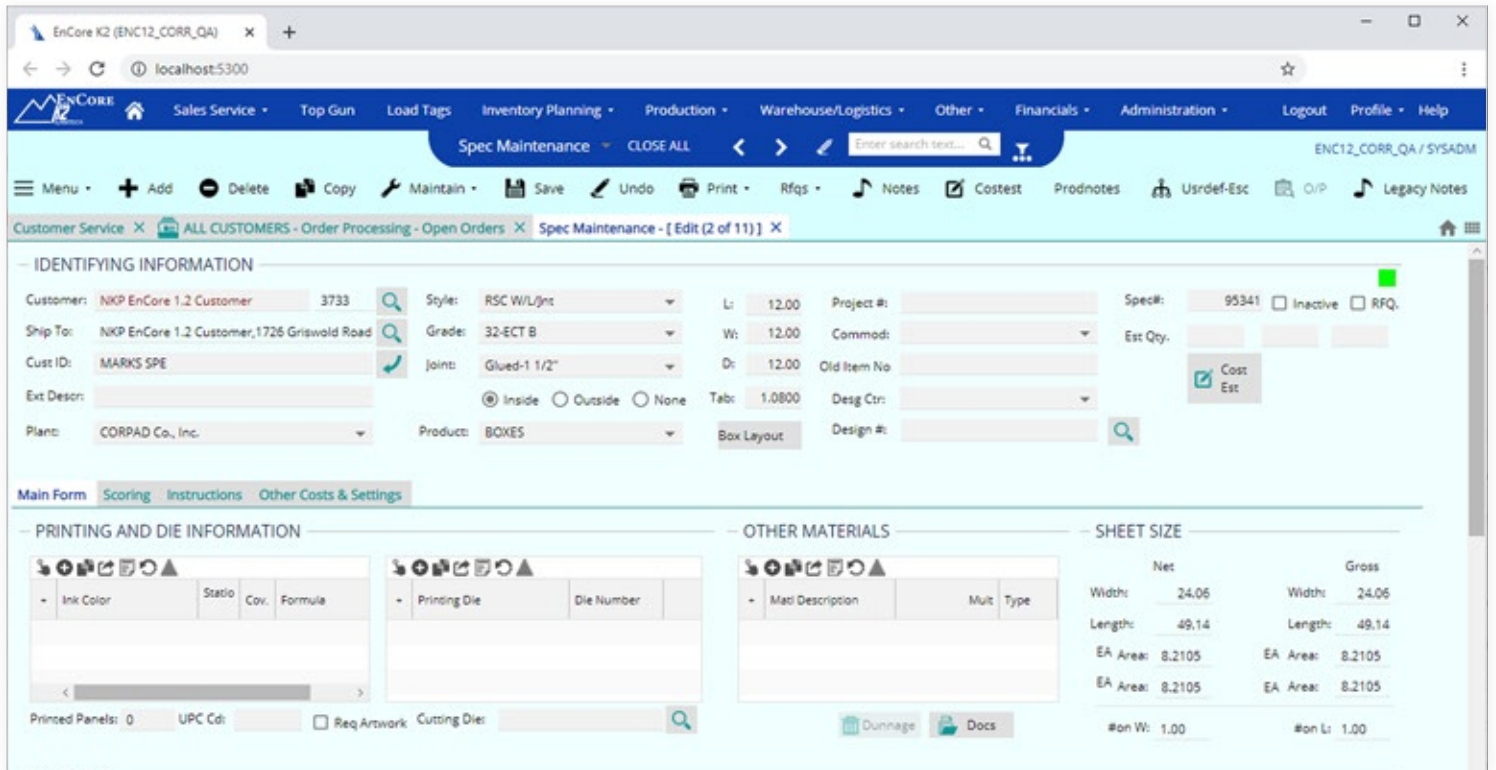 EnCore K2 (ENC12_CORR_QA)
localhost:5300
ENCORE K2 Sales Service Top Gun Load Tags Inventory Planning Production Warehouse/Logistics Other Financials Administration Logout Profile Help
Spec Maintenance CLOSE ALL Enter search text... ENC12_CORR_QA / SYSADM
Menu Add Delete Copy Maintain Save Undo Print Rfqs Notes Costest Prodnotes Usrdef-Esc O/P Legacy Notes
Customer Service ALL CUSTOMERS - Order Processing - Open Orders Spec Maintenance - [ Edit (2 of 11) ]
IDENTIFYING INFORMATION
Customer: NKP EnCore 1.2 Customer 3733 Style: RSC W/L/Jnt L: 12.00 Project #: Spec#: 95341 Inactive RFQ.
Ship To: NKP EnCore 1.2 Customer,1726 Griswold Road Grade: 32-ECT B W: 12.00 Commod: Est Qty.
Cust ID: MARKS SPE Joint: Glued-1 1/2" D: 12.00 Old Item No Cost Est
Ext Descr: Inside Outside None Tab: 1.0800 Desg Ctr:
Plant: CORPAD Co., Inc. Product: BOXES Box Layout Design #:
Main Form Scoring Instructions Other Costs & Settings
PRINTING AND DIE INFORMATION OTHER MATERIALS SHEET SIZE
Net Gross
Ink Color Statio Cov. Formula Printing Die Die Number Matl Description Mult Type Width: 24.06 Width: 24.06
Length: 49.14 Length: 49.14
EA Area: 8.2105 EA Area: 8.2105
EA Area: 8.2105 EA Area: 8.2105
Printed Panels: 0 UPC Cd: Req Artwork Cutting Die: Dunnage Docs #on W: 1.00 #on L: 1.00